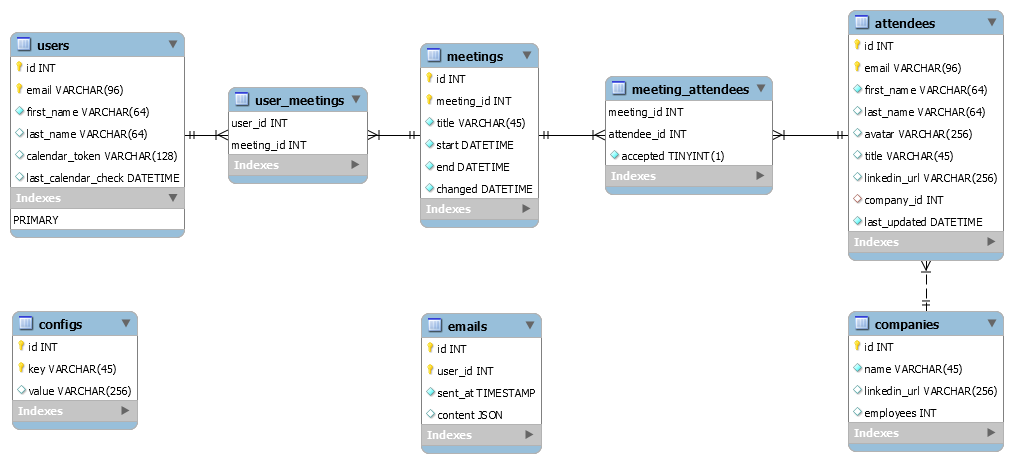 users
id INT
email VARCHAR(96)
first_name VARCHAR(64)
last_name VARCHAR(64)
calendar_token VARCHAR(128)
last_calendar_check DATETIME
Indexes
PRIMARY
user_meetings
user_id INT
meeting_id INT
Indexes
meetings
id INT
meeting_id INT
title VARCHAR(45)
start DATETIME
end DATETIME
changed DATETIME
Indexes
meeting_attendees
meeting_id INT
attendee_id INT
accepted TINYINT(1)
Indexes
attendees
id INT
email VARCHAR(96)
first_name VARCHAR(64)
last_name VARCHAR(64)
avatar VARCHAR(256)
title VARCHAR(45)
linkedin_url VARCHAR(256)
company_id INT
last_updated DATETIME
Indexes
configs
id INT
key VARCHAR(45)
value VARCHAR(256)
Indexes
emails
id INT
user_id INT
sent_at TIMESTAMP
content JSON
Indexes
companies
id INT
name VARCHAR(45)
linkedin_url VARCHAR(256)
employees INT
Indexes